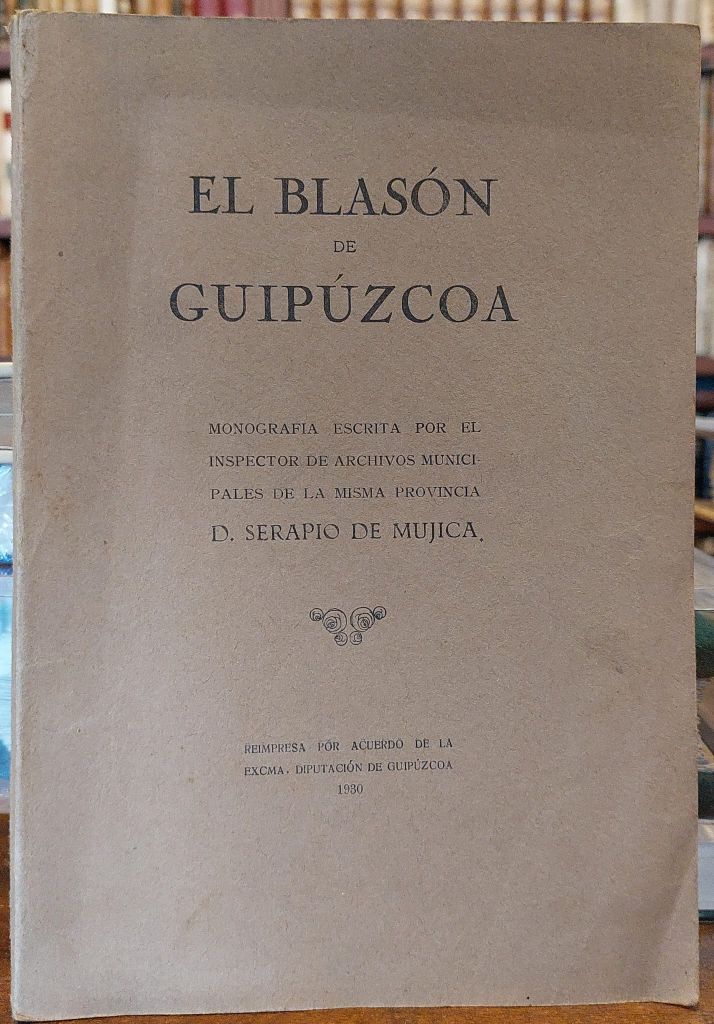 EL BLASÓN
DE
GUIPÚZCOA
MONOGRAFIA ESCRITA POR EL
INSPECTOR DE ARCHIVOS MUNICI-
PALES DE LA MISMA PROVINCIA
D. SERAPIO DE MUJICA.
REIMPRESA POR ACUERDO DE LA
EXCMA. DIPUTACIÓN DE GUIPÚZCOA
1930